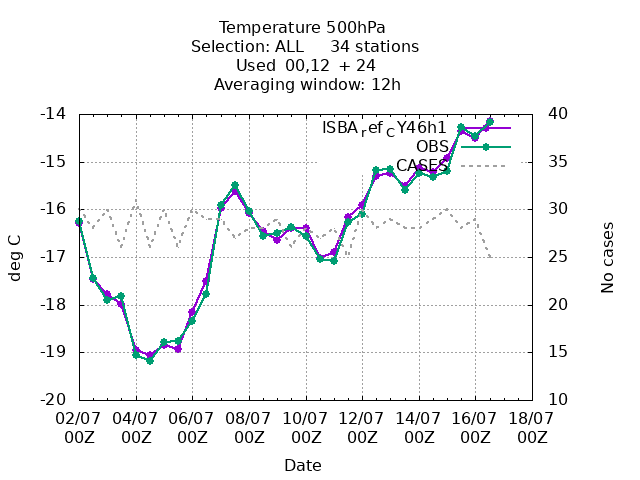 Temperature 500hPa
Selection: ALL 34 stations
Used 00,12 + 24
Averaging window: 12h
-14
-15
-16
-17
-18
-19
-20
40
35
30
25
20
15
10
ISBA_ref_CY46h1
OBS
CASES
deg C
No cases
02/07 04/07 06/07 08/07 10/07 12/07 14/07 16/07 18/07
00Z 00Z 00Z 00Z 00Z 00Z 00Z 00Z 00Z
Date